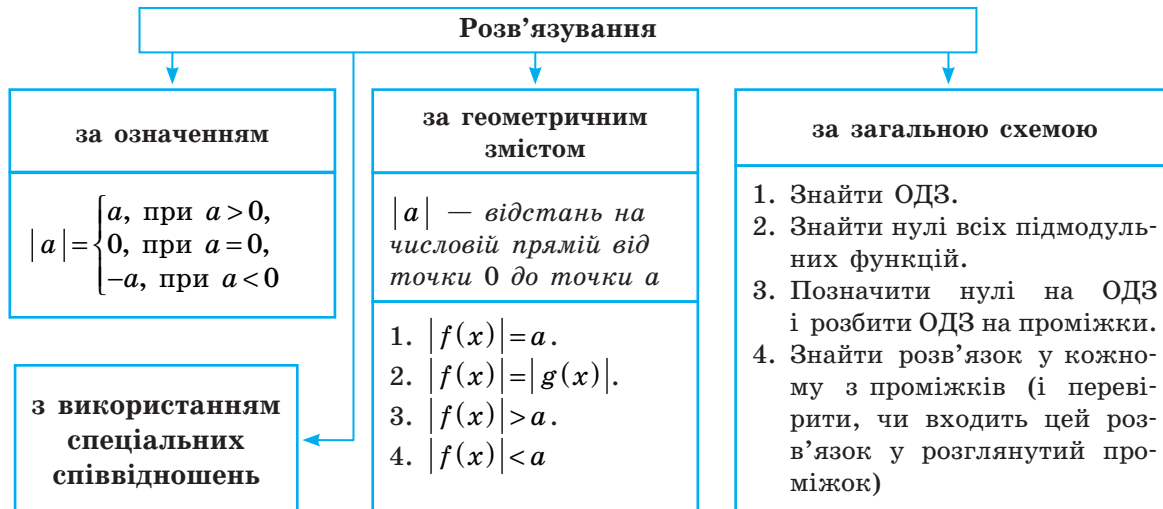 Розв’язування
за означенням
|a| = { a, при a > 0,
0, при a = 0,
−a, при a < 0
з використанням
спеціальних
співвідношень
за геометричним
змістом
|a| — відстань на
числовій прямій від
точки 0 до точки a
1. |f(x)| = a.
2. |f(x)| = |g(x)|.
3. |f(x)| > a.
4. |f(x)| < a
за загальною схемою
1. Знайти ОДЗ.
2. Знайти нулі всіх підмодуль-
них функцій.
3. Позначити нулі на ОДЗ
і розбити ОДЗ на проміжки.
4. Знайти розв’язок у кожно-
му з проміжків (і переві-
рити, чи входить цей роз-
в’язок у розглянутий про-
міжок)